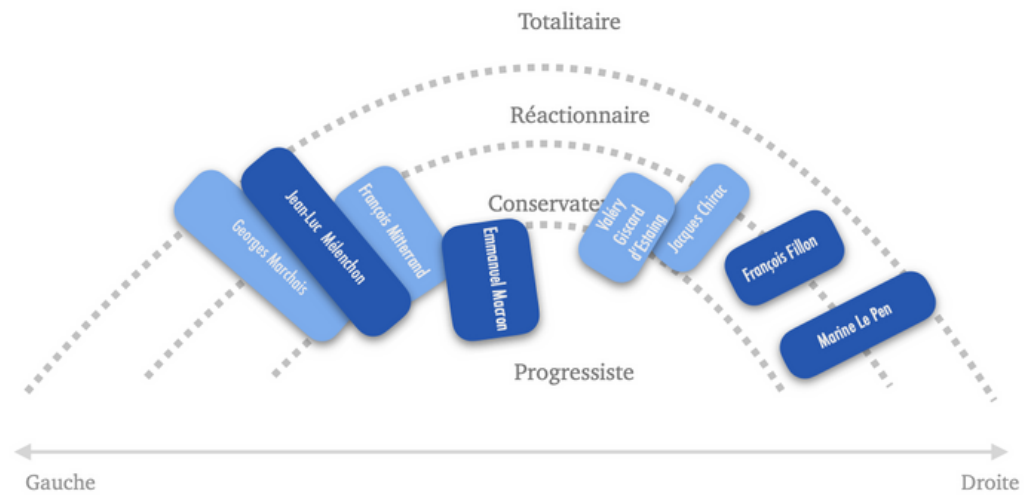 Totalitaire
Réactionnaire
Conservate
Georges Marchais
Jean-Luc Mélenchon
François Mitterrand
Emmanuel Macron
Valéry
Giscard
d'Estaing
Jacques Chirac
François Fillon
Marine Le Pen
Progressiste
Gauche
Droite